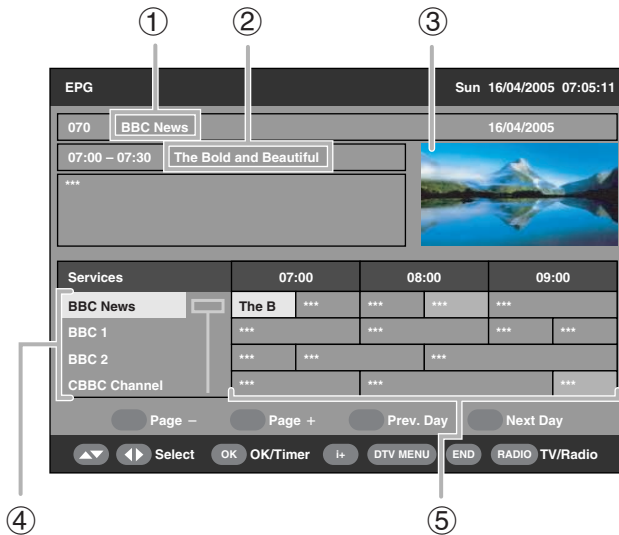 ① ② ③
EPG Sun 16/04/2005 07:05:11
070 BBC News 16/04/2005
07:00 – 07:30 The Bold and Beautiful
***
Services 07:00 08:00 09:00
BBC News The B *** *** *** ***
BBC 1 *** *** *** ***
BBC 2 *** *** ***
CBBC Channel *** *** ***
Page – Page + Prev. Day Next Day
Select OK OK/Timer i+ DTV MENU END RADIO TV/Radio
④ ⑤